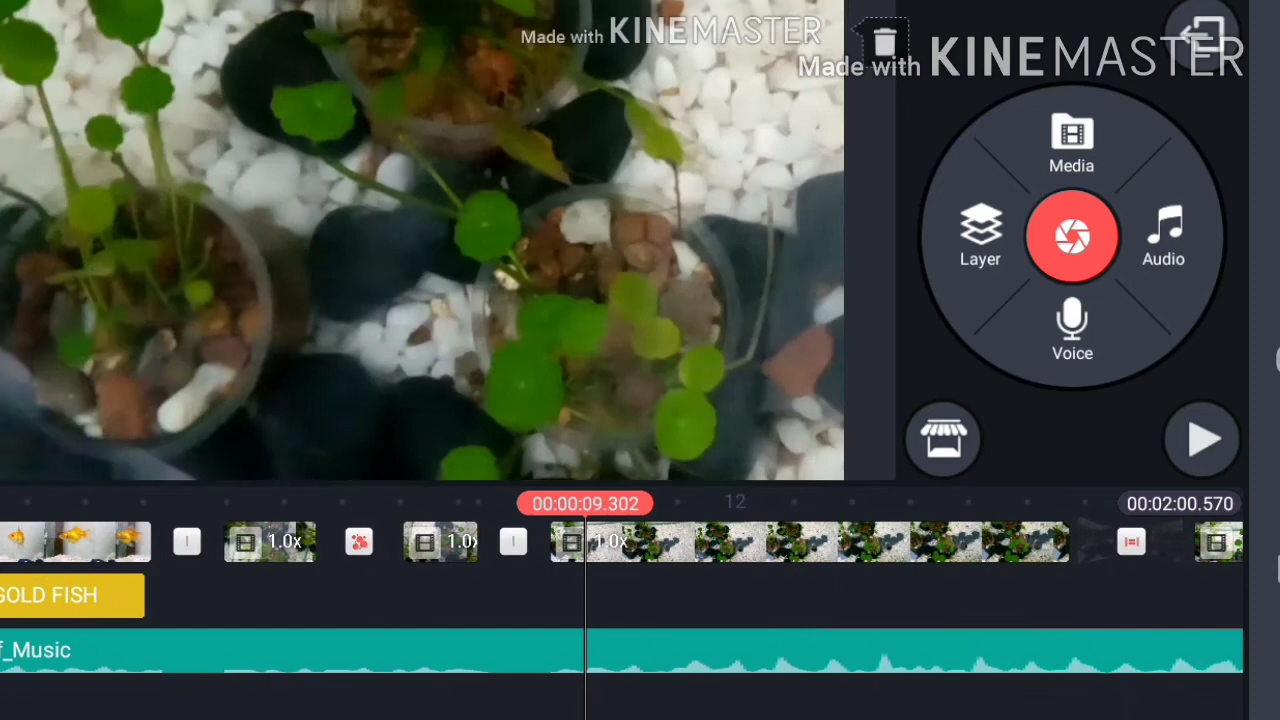 Made with KINEMASTER
Made with KINEMASTER
Media
Layer
Audio
Voice
00:00:09.302
12
00:02:00.570
1.0x
1.0x
1.0x
GOLD FISH
f_Music